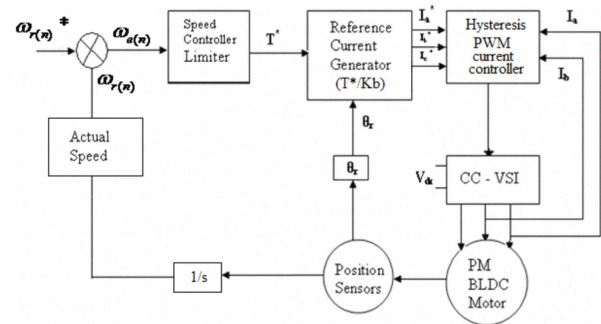 ω_r(n) *
ω_a(n)
ω_r(n)
Speed
Controller
Limiter
T*
Reference
Current
Generator
(T*/Kb)
I_a*
I_b*
I_c*
Hysteresis
PWM
current
controller
I_a
I_b
Actual
Speed
θ_r
θ_r
V_dc
CC - VSI
1/s
Position
Sensors
PM
BLDC
Motor